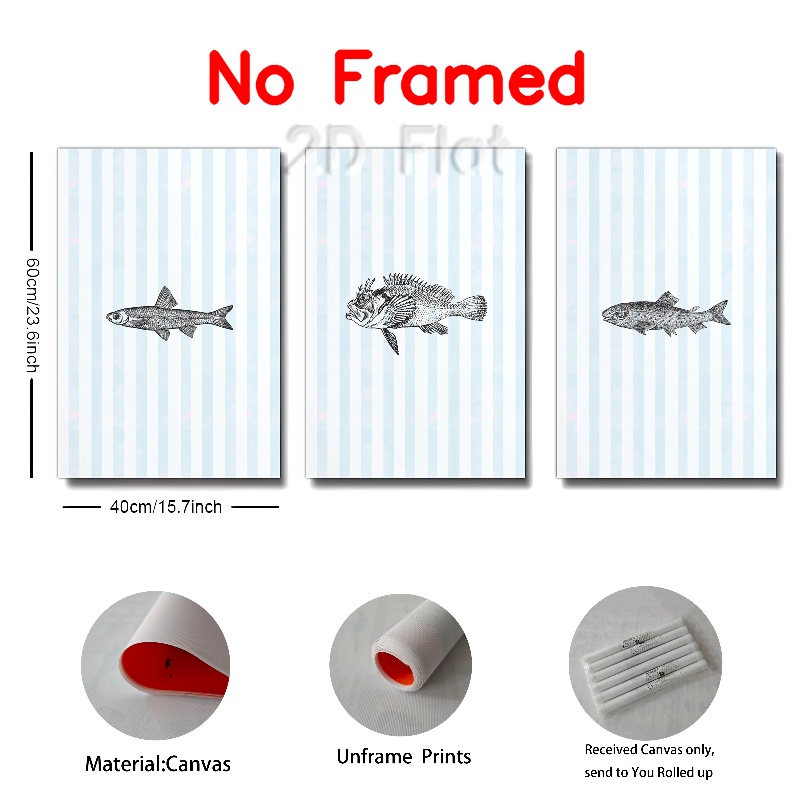 No Framed
2D Flat
60cm/23.6inch
40cm/15.7inch
Material:Canvas
Unframe Prints
Received Canvas only,
send to You Rolled up